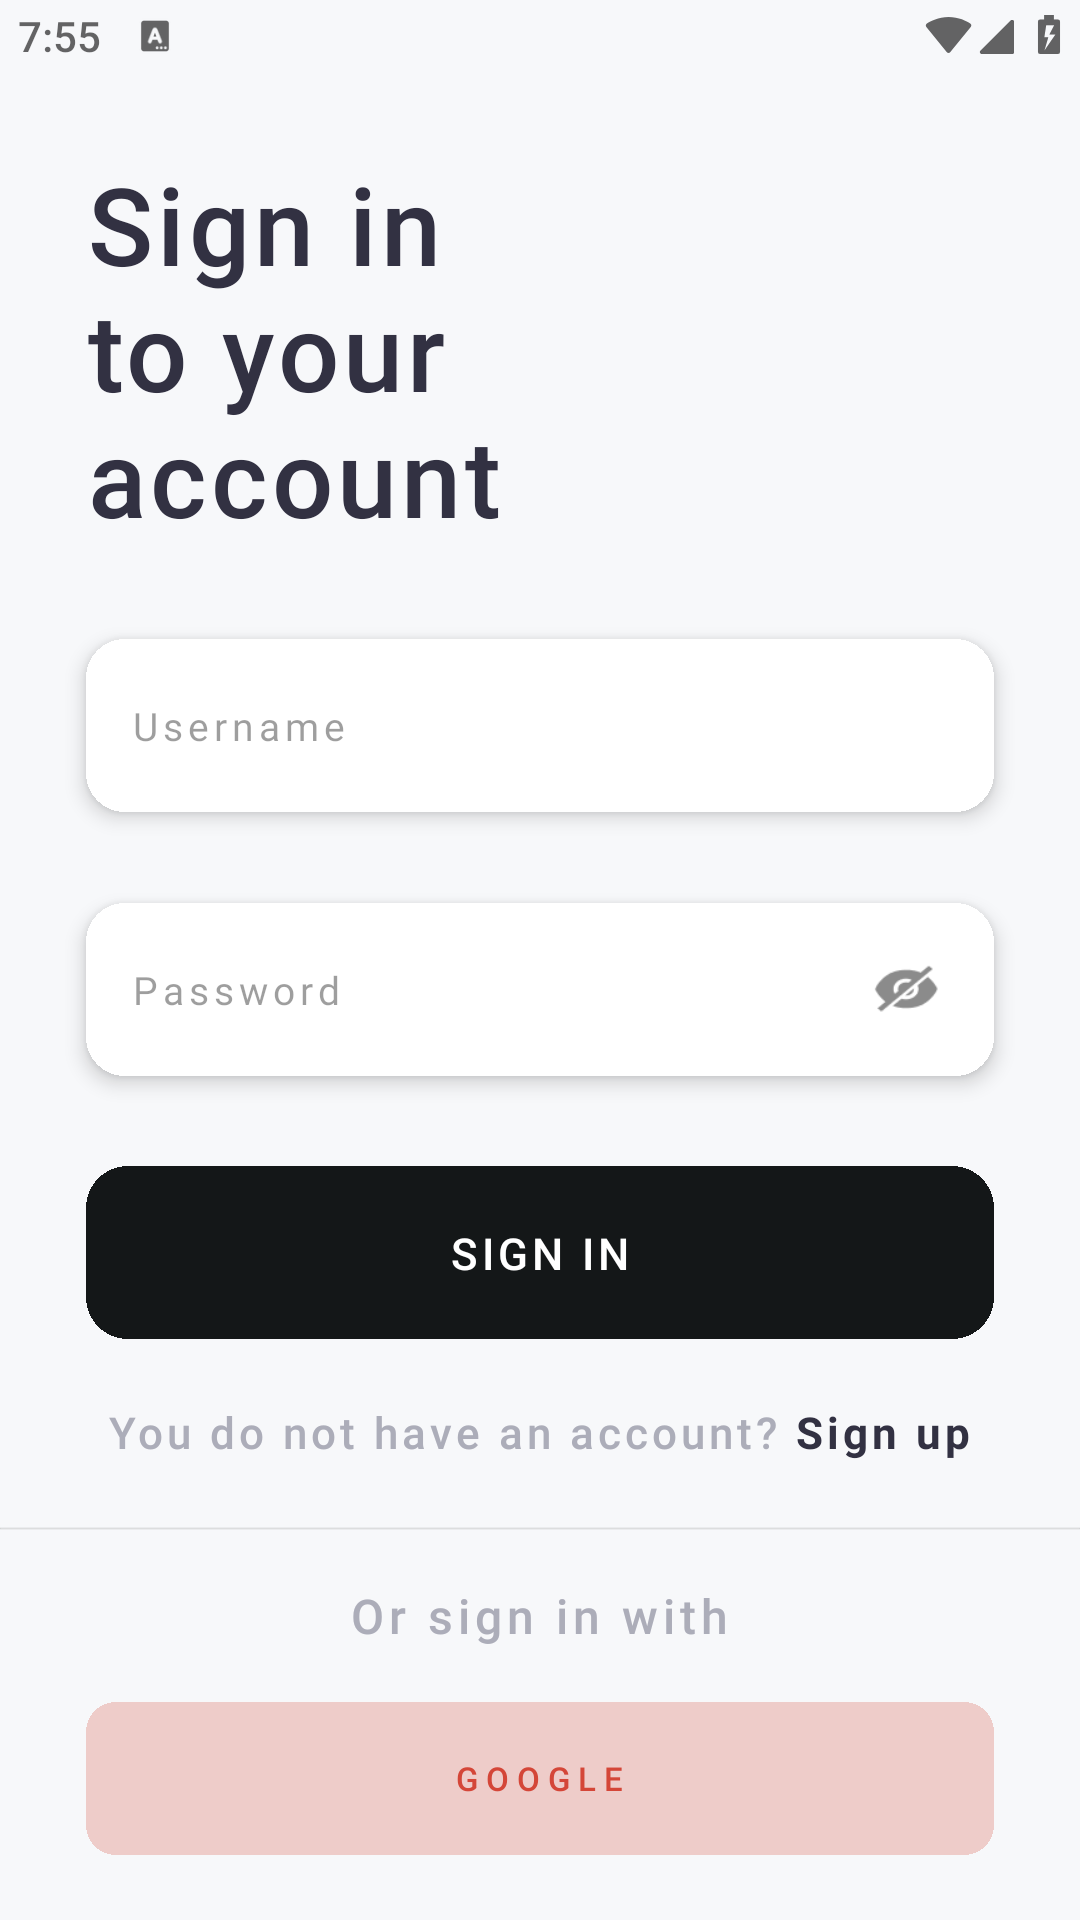 7:55
Sign in
to your
account
Username
Password
SIGN IN
You do not have an account? Sign up
Or sign in with
GOOGLE